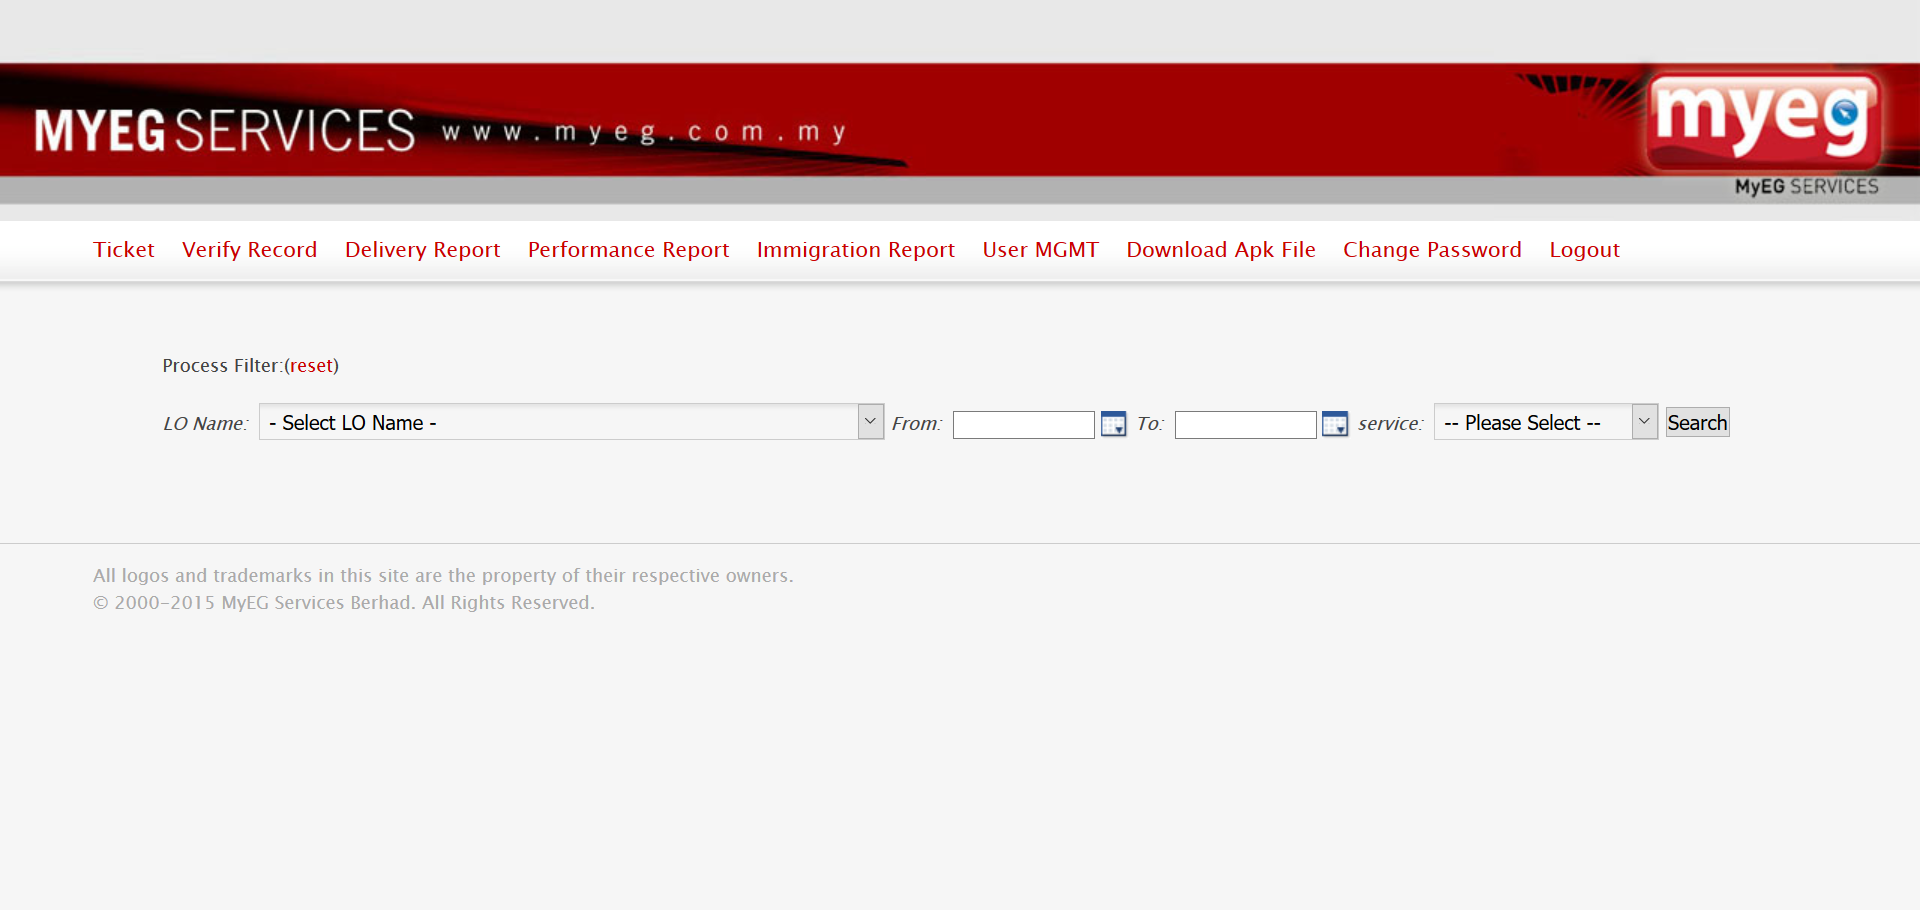 MYEG SERVICES www.myeg.com.my
myeg
MyEG SERVICES
Ticket Verify Record Delivery Report Performance Report Immigration Report User MGMT Download Apk File Change Password Logout
Process Filter:(reset)
LO Name: - Select LO Name - From: To: service: -- Please Select -- Search
All logos and trademarks in this site are the property of their respective owners.
© 2000-2015 MyEG Services Berhad. All Rights Reserved.